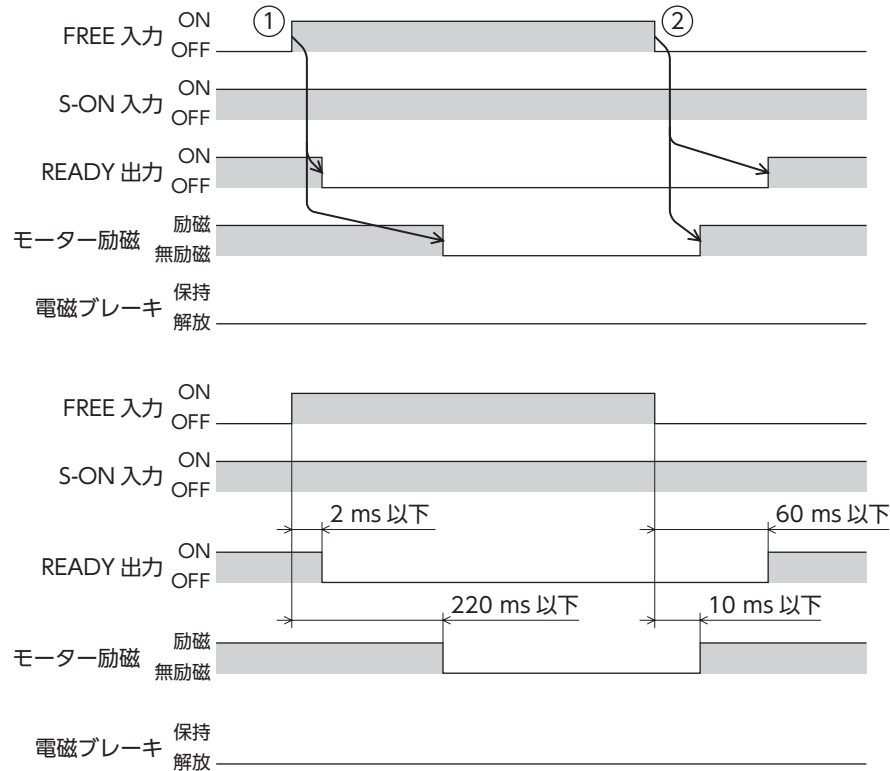 ① ②
FREE 入力 ON
OFF
S-ON 入力 ON
OFF
READY 出力 ON
OFF
モーター励磁 励磁
無励磁
電磁ブレーキ 保持
解放
FREE 入力 ON
OFF
S-ON 入力 ON
OFF
2 ms 以下 60 ms 以下
READY 出力 ON
OFF
220 ms 以下 10 ms 以下
モーター励磁 励磁
無励磁
電磁ブレーキ 保持
解放